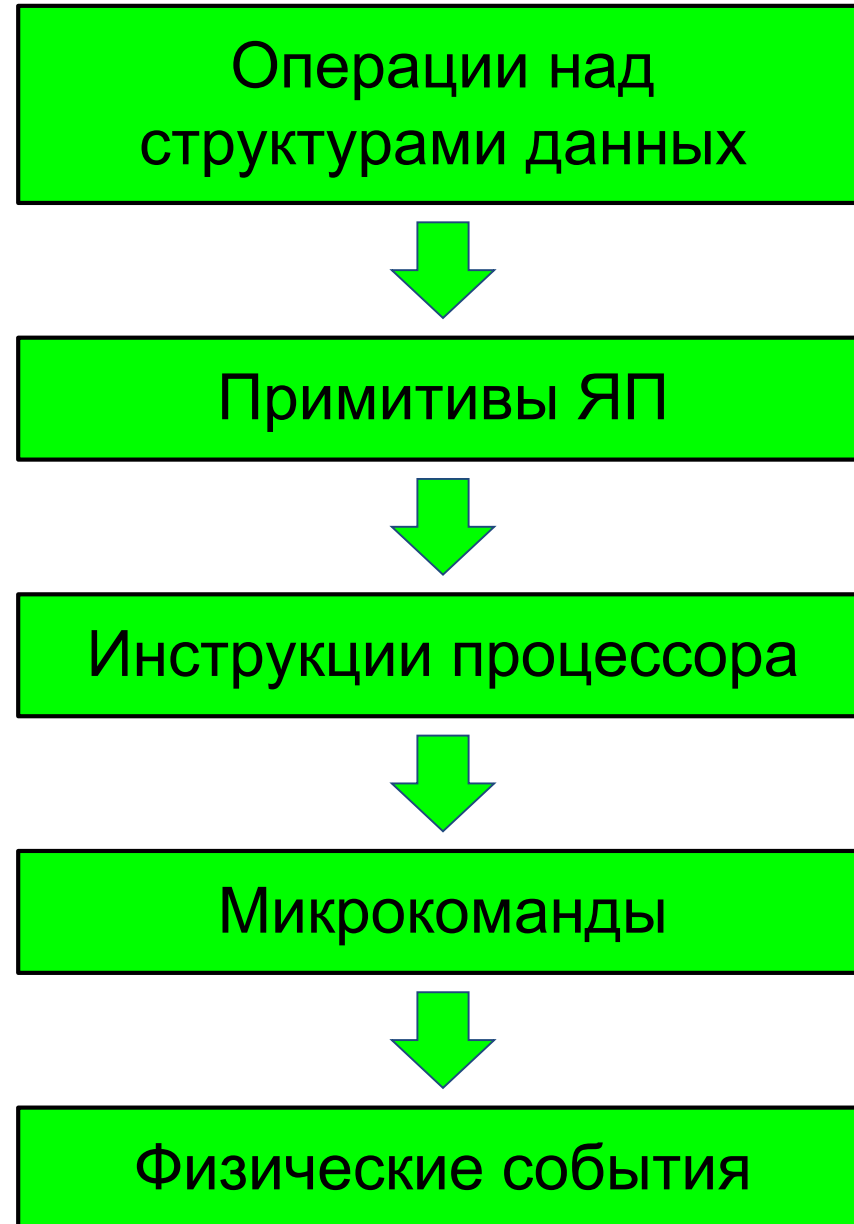 Операции над
структурами данных
Примитивы ЯП
Инструкции процессора
Микрокоманды
Физические события